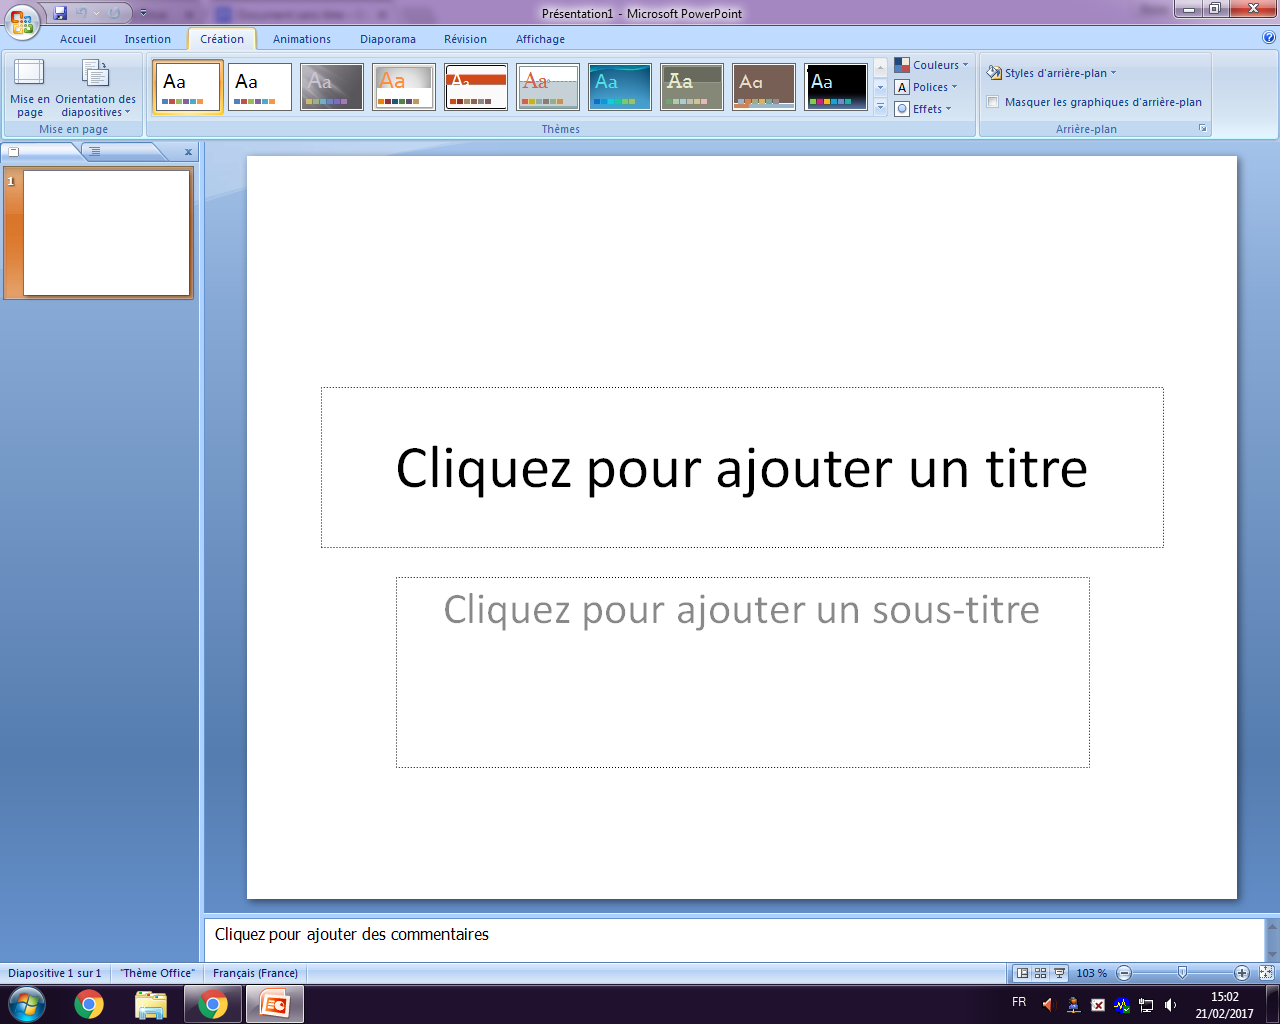 Présentation1 - Microsoft PowerPoint
Accueil Insertion Création Animations Diaporama Révision Affichage
Mise en page
Orientation des diapositives
Mise en page
Aa Aa Aa Aa Aa Aa Aa Aa Aa Aa
Couleurs
Polices
Effets
Thèmes
Styles d'arrière-plan
Masquer les graphiques d'arrière-plan
Arrière-plan
1
Cliquez pour ajouter un titre
Cliquez pour ajouter un sous-titre
Cliquez pour ajouter des commentaires
Diapositive 1 sur 1 "Thème Office" Français (France) 103 %
FR 15:02
21/02/2017